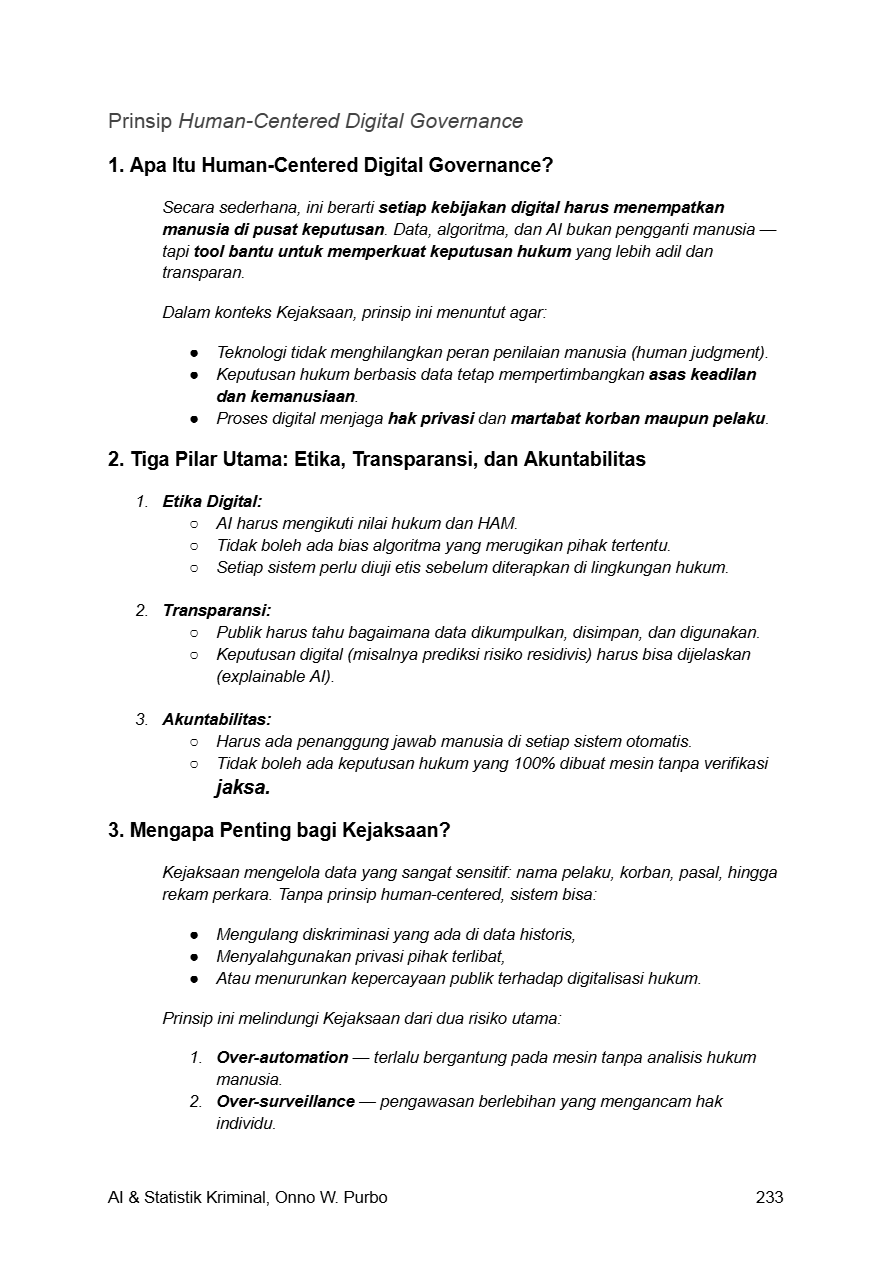 Prinsip Human-Centered Digital Governance
1. Apa Itu Human-Centered Digital Governance?
Secara sederhana, ini berarti setiap kebijakan digital harus menempatkan
manusia di pusat keputusan. Data, algoritma, dan AI bukan pengganti manusia —
tapi tool bantu untuk memperkuat keputusan hukum yang lebih adil dan
transparan.
Dalam konteks Kejaksaan, prinsip ini menuntut agar:
● Teknologi tidak menghilangkan peran penilaian manusia (human judgment).
● Keputusan hukum berbasis data tetap mempertimbangkan asas keadilan
dan kemanusiaan.
● Proses digital menjaga hak privasi dan martabat korban maupun pelaku.
2. Tiga Pilar Utama: Etika, Transparansi, dan Akuntabilitas
1. Etika Digital:
○ AI harus mengikuti nilai hukum dan HAM.
○ Tidak boleh ada bias algoritma yang merugikan pihak tertentu.
○ Setiap sistem perlu diuji etis sebelum diterapkan di lingkungan hukum.
2. Transparansi:
○ Publik harus tahu bagaimana data dikumpulkan, disimpan, dan digunakan.
○ Keputusan digital (misalnya prediksi risiko residivis) harus bisa dijelaskan
(explainable AI).
3. Akuntabilitas:
○ Harus ada penanggung jawab manusia di setiap sistem otomatis.
○ Tidak boleh ada keputusan hukum yang 100% dibuat mesin tanpa verifikasi
jaksa.
3. Mengapa Penting bagi Kejaksaan?
Kejaksaan mengelola data yang sangat sensitif: nama pelaku, korban, pasal, hingga
rekam perkara. Tanpa prinsip human-centered, sistem bisa:
● Mengulang diskriminasi yang ada di data historis,
● Menyalahgunakan privasi pihak terlibat,
● Atau menurunkan kepercayaan publik terhadap digitalisasi hukum.
Prinsip ini melindungi Kejaksaan dari dua risiko utama:
1. Over-automation — terlalu bergantung pada mesin tanpa analisis hukum
manusia.
2. Over-surveillance — pengawasan berlebihan yang mengancam hak
individu.
AI & Statistik Kriminal, Onno W. Purbo 233